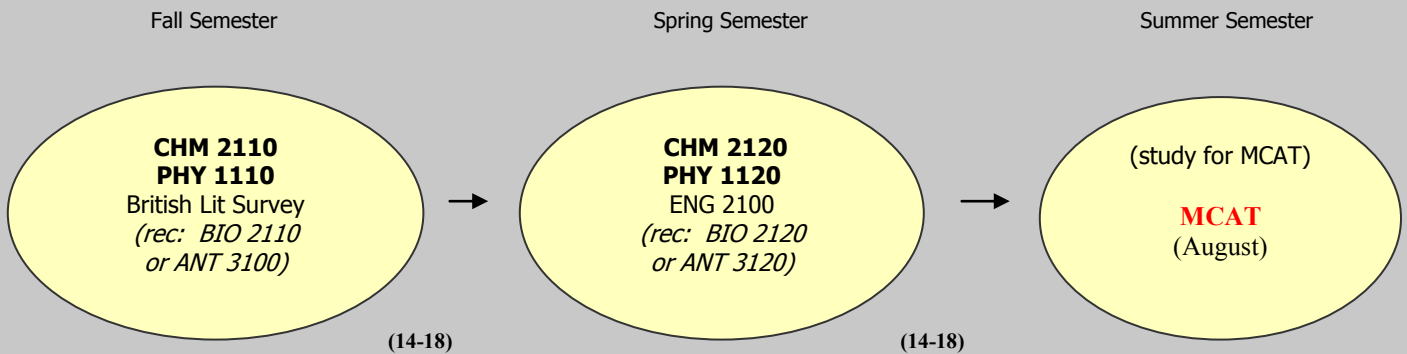 Fall Semester
Spring Semester
Summer Semester
CHM 2110
PHY 1110
British Lit Survey
(rec:  BIO 2110
or ANT 3100)
(14-18)
CHM 2120
PHY 1120
ENG 2100
(rec:  BIO 2120
or ANT 3120)
(14-18)
(study for MCAT)
MCAT
(August)